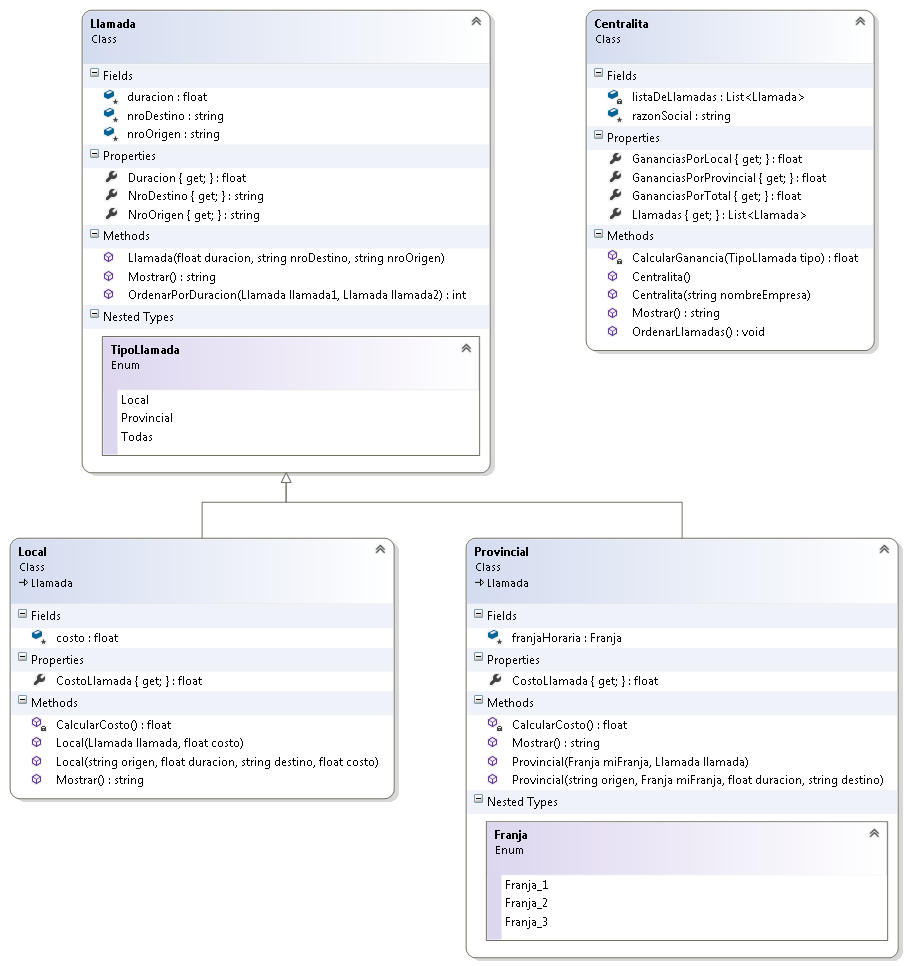 Llamada
Class
Fields
duracion : float
nroDestino : string
nroOrigen : string
Properties
Duracion { get; } : float
NroDestino { get; } : string
NroOrigen { get; } : string
Methods
Llamada(float duracion, string nroDestino, string nroOrigen)
Mostrar() : string
OrdenarPorDuracion(Llamada llamada1, Llamada llamada2) : int
Nested Types
TipoLlamada
Enum
Local
Provincial
Todas
Centralita
Class
Fields
listaDeLlamadas : List<Llamada>
razonSocial : string
Properties
GananciasPorLocal { get; } : float
GananciasPorProvincial { get; } : float
GananciasPorTotal { get; } : float
Llamadas { get; } : List<Llamada>
Methods
CalcularGanancia(TipoLlamada tipo) : float
Centralita()
Centralita(string nombreEmpresa)
Mostrar() : string
OrdenarLlamadas() : void
Local
Class
Llamada
Fields
costo : float
Properties
CostoLlamada { get; } : float
Methods
CalcularCosto() : float
Local(Llamada llamada, float costo)
Local(string origen, float duracion, string destino, float costo)
Mostrar() : string
Provincial
Class
Llamada
Fields
franjaHoraria : Franja
Properties
CostoLlamada { get; } : float
Methods
CalcularCosto() : float
Mostrar() : string
Provincial(Franja miFranja, Llamada llamada)
Provincial(string origen, Franja miFranja, float duracion, string destino)
Nested Types
Franja
Enum
Franja_1
Franja_2
Franja_3